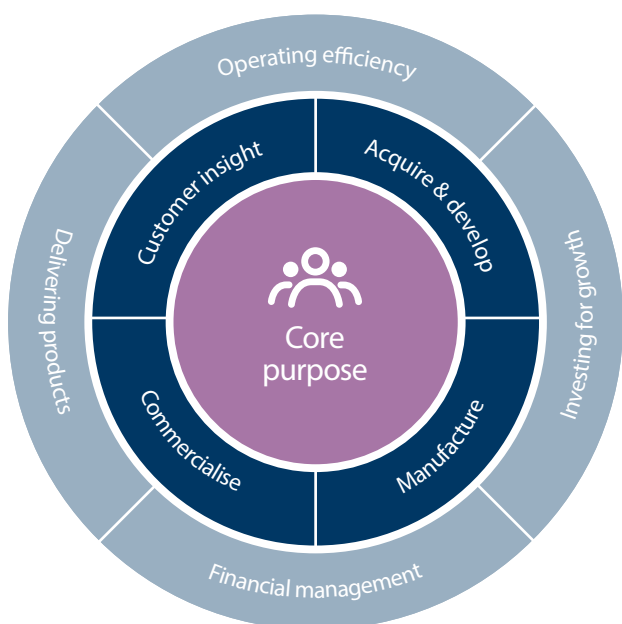 Operating efficiency
Customer insight
Acquire & develop
Delivering products
Investing for growth
Core
purpose
Commercialise
Manufacture
Financial management